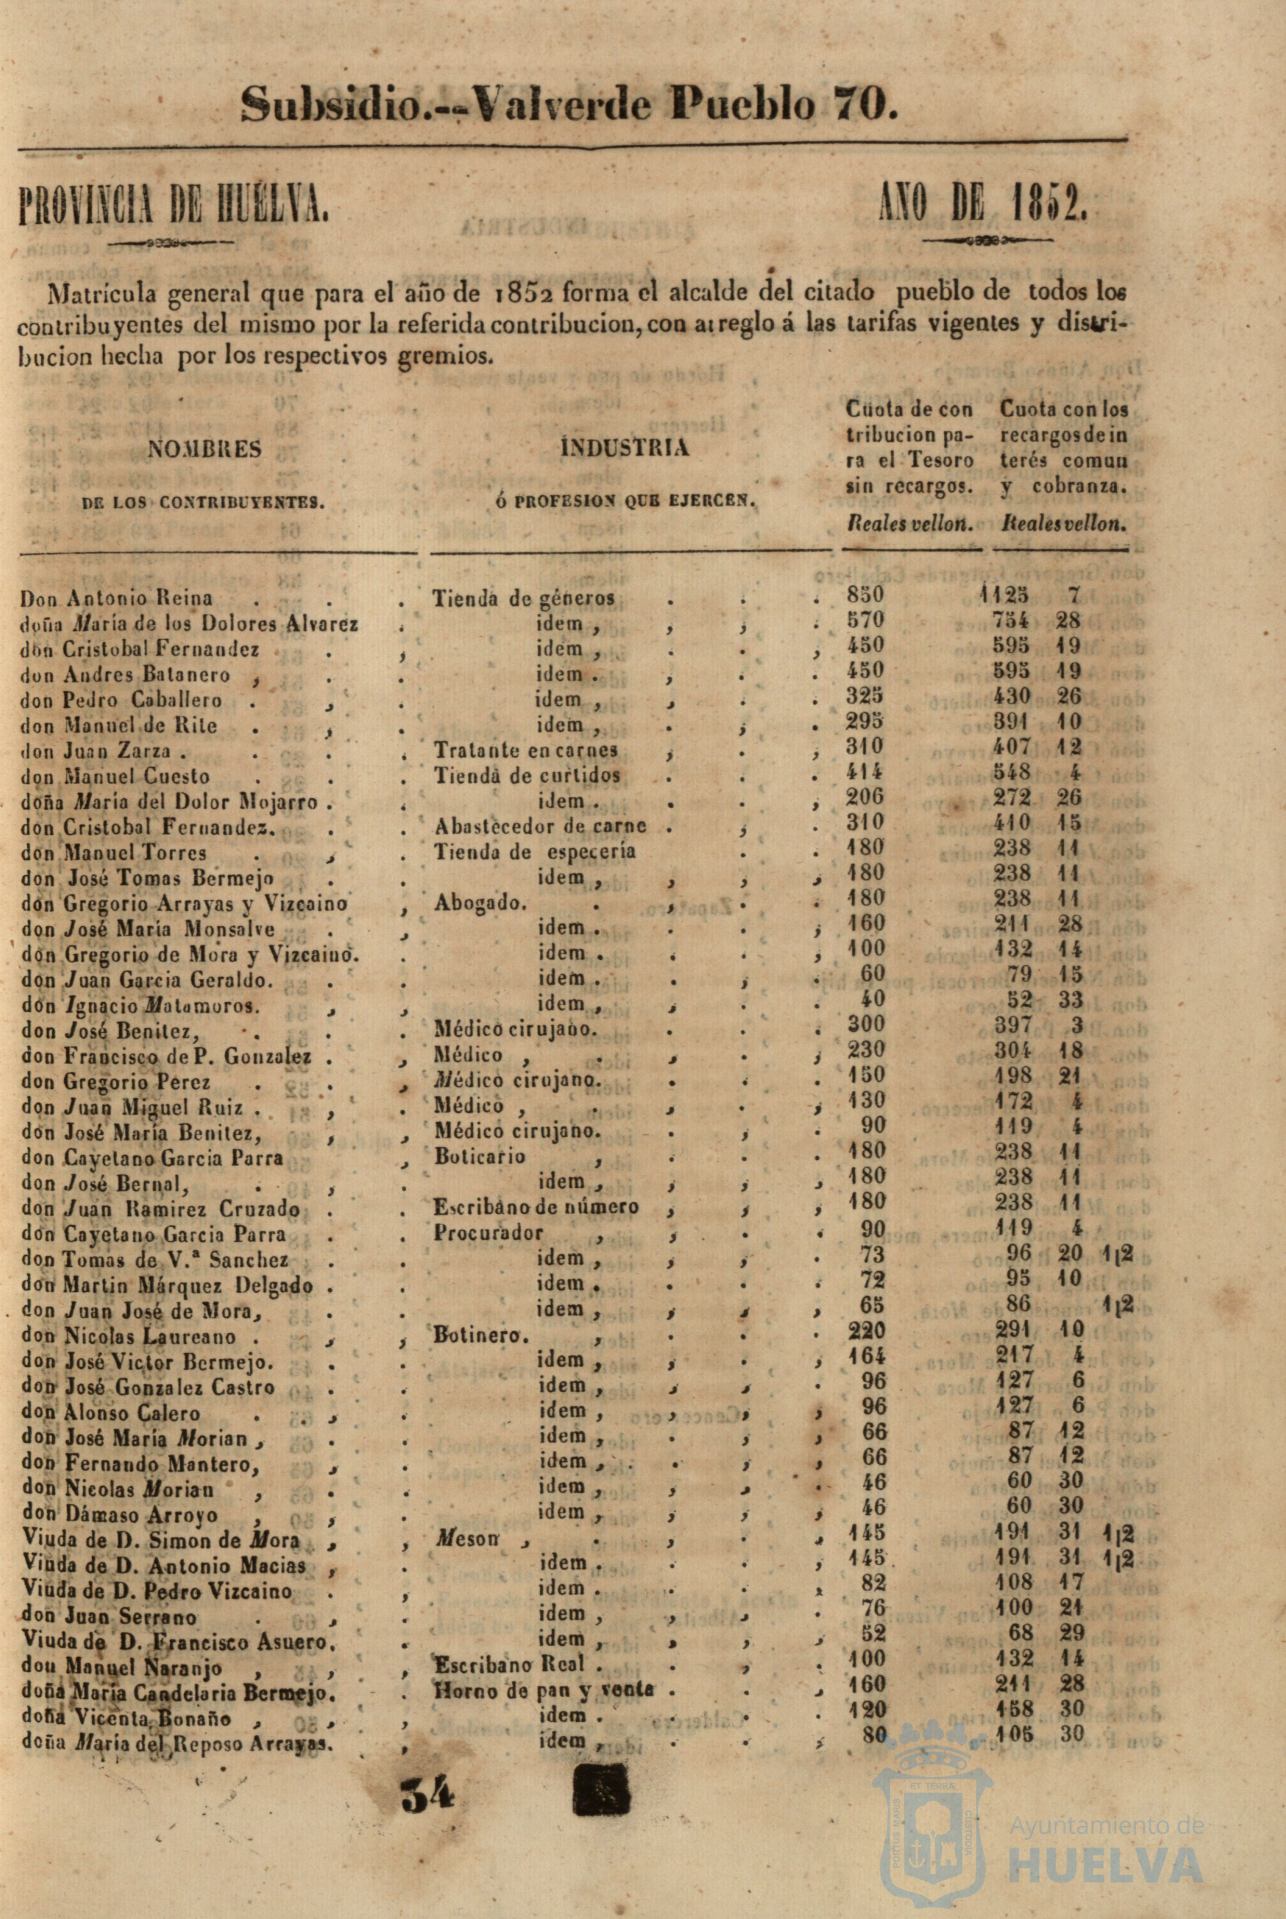 Subsidio.--Valverde Pueblo 70.
PROVINCIA DE HUELVA. AÑO DE 1852.
Matrícula general que para el año de 1852 forma el alcalde del citado pueblo de todos los
contribuyentes del mismo por la referida contribucion, con arreglo á las tarifas vigentes y distri-
bucion hecha por los respectivos gremios.
NOMBRES
DE LOS CONTRIBUYENTES.
INDUSTRIA
Ó PROFESION QUE EJERCEN.
Cuota de con
tribucion pa-
ra el Tesoro
sin recargos.
Reales vellon.
Cuota con los
recargos de in
terés comun
y cobranza.
Reales vellon.
Don Antonio Reina . . . Tienda de géneros . . . 850 1125 7
doña María de los Dolores Alvarez . idem , , , . 570 754 28
don Cristobal Fernandez . , idem , . . , 450 595 19
don Andres Batanero , . . idem . , . . 450 595 19
don Pedro Caballero . , . idem , , . . 325 430 26
don Manuel de Rite . , . idem , . , . 295 391 10
don Juan Zarza . . . . Tratante en carnes , . , 310 407 12
don Manuel Cuesto . . . Tienda de curtidos . . . 414 548 4
doña María del Dolor Mojarro . . idem . . . , 206 272 26
don Cristobal Fernandez. . . Abastecedor de carne . , . 310 410 15
don Manuel Torres . , . Tienda de especería . . 180 238 11
don José Tomas Bermejo . . idem , , , , 180 238 11
don Gregorio Arrayas y Vizcaino , Abogado. . , . . 180 238 11
don José María Monsalve . , idem . . . , 160 211 28
don Gregorio de Mora y Vizcaino. . idem . . . , 100 132 14
don Juan Garcia Geraldo. . . idem . . , . 60 79 15
don Ignacio Matamoros. , , idem , , . . 40 52 33
don José Benitez, . . . Médico cirujano. . . . 300 397 3
don Francisco de P. Gonzalez . , Médico , . , . , 230 304 18
don Gregorio Perez . . , Médico cirujano. . . . 150 198 21
don Juan Miguel Ruiz . , . Médico , . , . , 130 172 4
don José María Benitez, , , Médico cirujano. . , . 90 119 4
don Cayetano Garcia Parra , Boticario , . . . 180 238 11
don José Bernal, . , . idem , , , , 180 238 11
don Juan Ramirez Cruzado . . Escribano de número , , , 180 238 11
don Cayetano Garcia Parra . . Procurador , , . . 90 119 4
don Tomas de V.ª Sanchez . . idem , , , . 73 96 20 1|2
don Martin Márquez Delgado . . idem . . . . 72 95 10
don Juan José de Mora, . . idem , , , , 65 86 1|2
don Nicolas Laureano . , , Botinero. , . . . 220 291 10
don José Victor Bermejo. . . idem , , . , 164 217 4
don José Gonzalez Castro . . idem , , , . 96 127 6
don Alonso Calero . , . idem , , , , 96 127 6
don José María Morian , . . idem , . , , 66 87 12
don Fernando Mantero, , . idem , . . , , 66 87 12
don Nicolas Morian , . . idem , , , . 46 60 30
don Dámaso Arroyo , , . idem , , , , 46 60 30
Viuda de D. Simon de Mora , , Meson , . , . , 145 191 31 1|2
Viuda de D. Antonio Macias , . idem . . . , 145 191 31 1|2
Viuda de D. Pedro Vizcaino . , idem . . . , 82 108 17
don Juan Serrano . , . idem , , , . 76 100 21
Viuda de D. Francisco Asuero, . idem , , , , 52 68 29
don Manuel Naranjo , , , Escribano Real . . , . 100 132 14
doña María Candelaria Bermejo. . Horno de pan y venta . . , 160 211 28
doña Vicenta Bonaño , , , idem . . . . 120 158 30
doña María del Reposo Arrayas. , idem , . . , 80 105 30
34
Ayuntamiento de
HUELVA